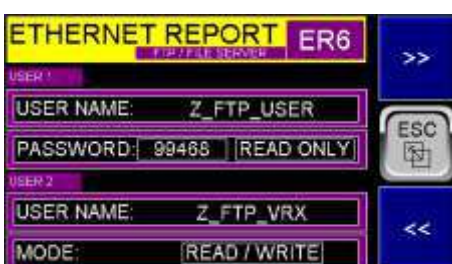 ETHERNET REPORT ER6
FTP / FILE SERVER
>>
USER 1
USER NAME: Z_FTP_USER
ESC
PASSWORD: 99468 READ ONLY
USER 2
USER NAME: Z_FTP_VRX
<<
MODE: READ / WRITE